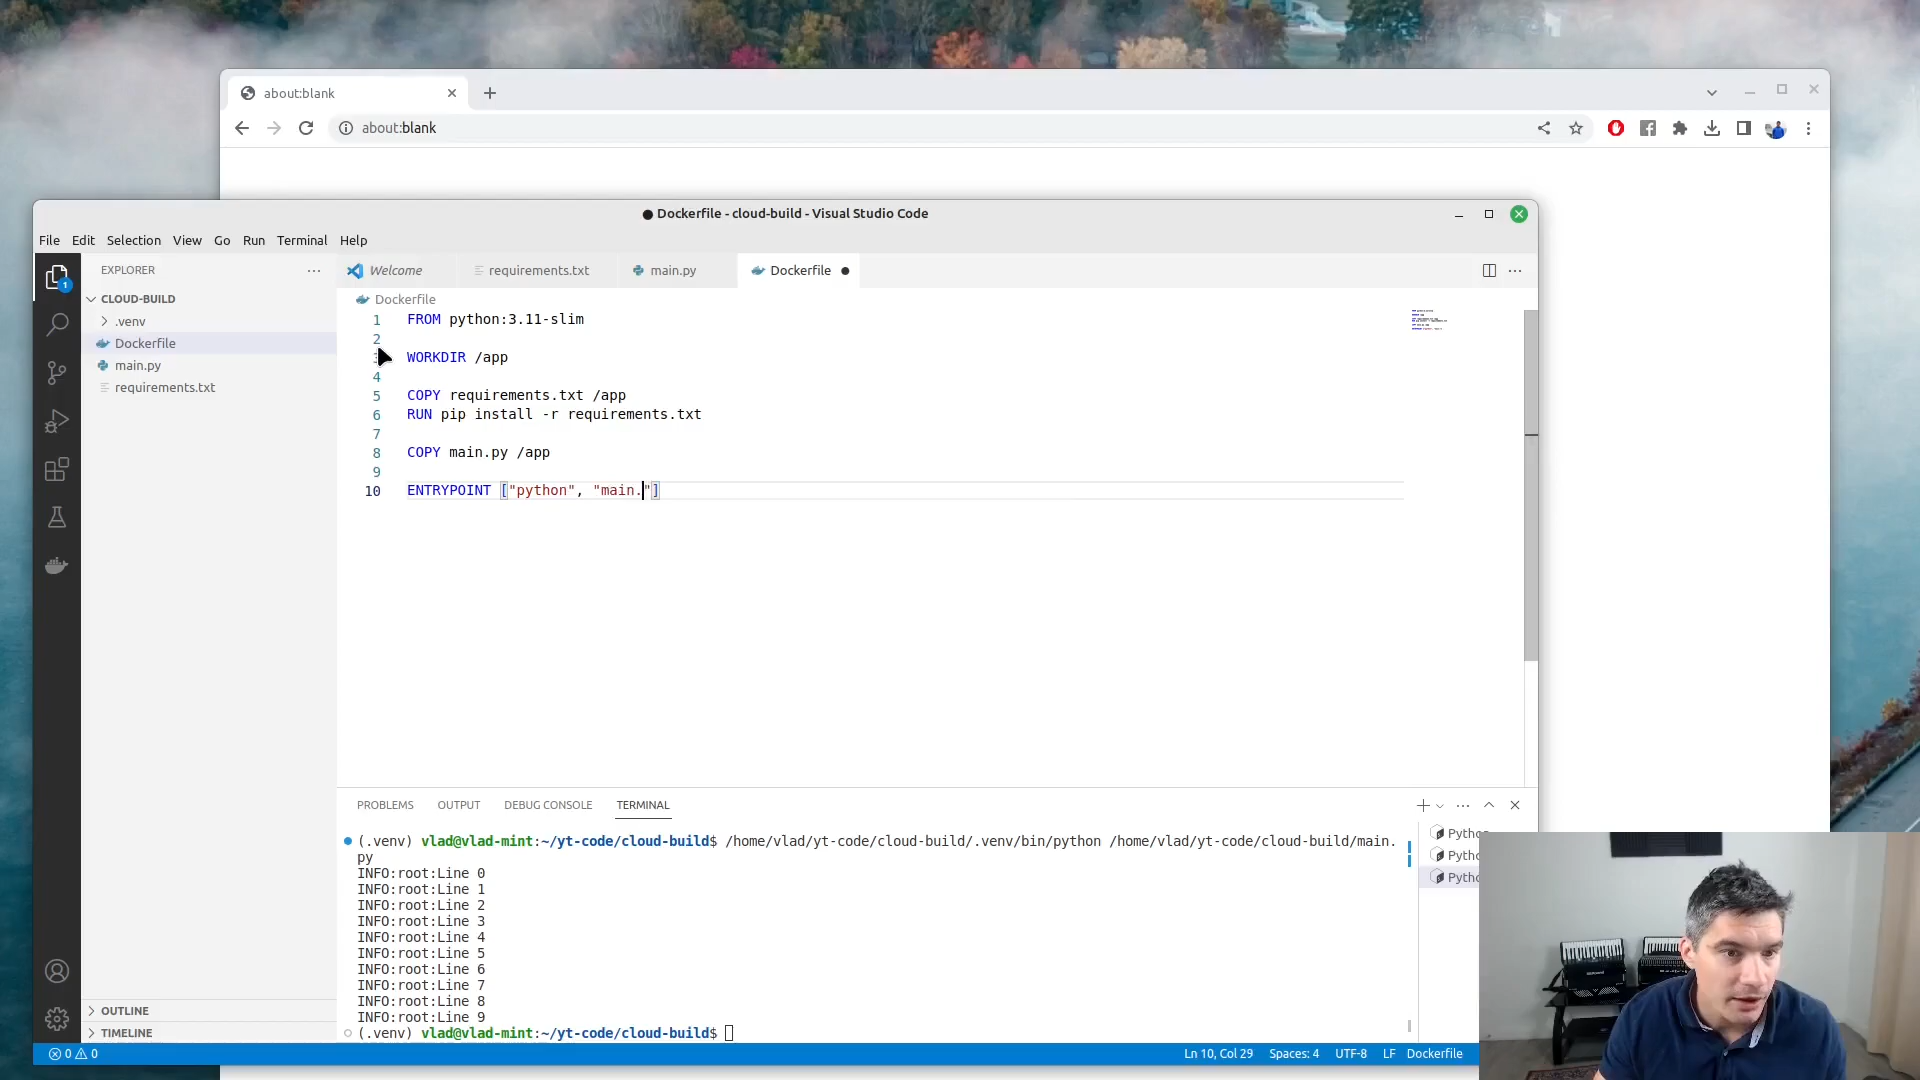 about:blank
about:blank
● Dockerfile - cloud-build - Visual Studio Code
File Edit Selection View Go Run Terminal Help
EXPLORER
Welcome requirements.txt main.py Dockerfile
CLOUD-BUILD
.venv
Dockerfile
main.py
requirements.txt
Dockerfile
1 FROM python:3.11-slim
2
3 WORKDIR /app
4
5 COPY requirements.txt /app
6 RUN pip install -r requirements.txt
7
8 COPY main.py /app
9
10 ENTRYPOINT ["python", "main."]
PROBLEMS OUTPUT DEBUG CONSOLE TERMINAL
(.venv) vlad@vlad-mint:~/yt-code/cloud-build$ /home/vlad/yt-code/cloud-build/.venv/bin/python /home/vlad/yt-code/cloud-build/main.
py
INFO:root:Line 0
INFO:root:Line 1
INFO:root:Line 2
INFO:root:Line 3
INFO:root:Line 4
INFO:root:Line 5
INFO:root:Line 6
INFO:root:Line 7
INFO:root:Line 8
INFO:root:Line 9
(.venv) vlad@vlad-mint:~/yt-code/cloud-build$
OUTLINE
TIMELINE
1
0 0
Ln 10, Col 29 Spaces: 4 UTF-8 LF Dockerfile